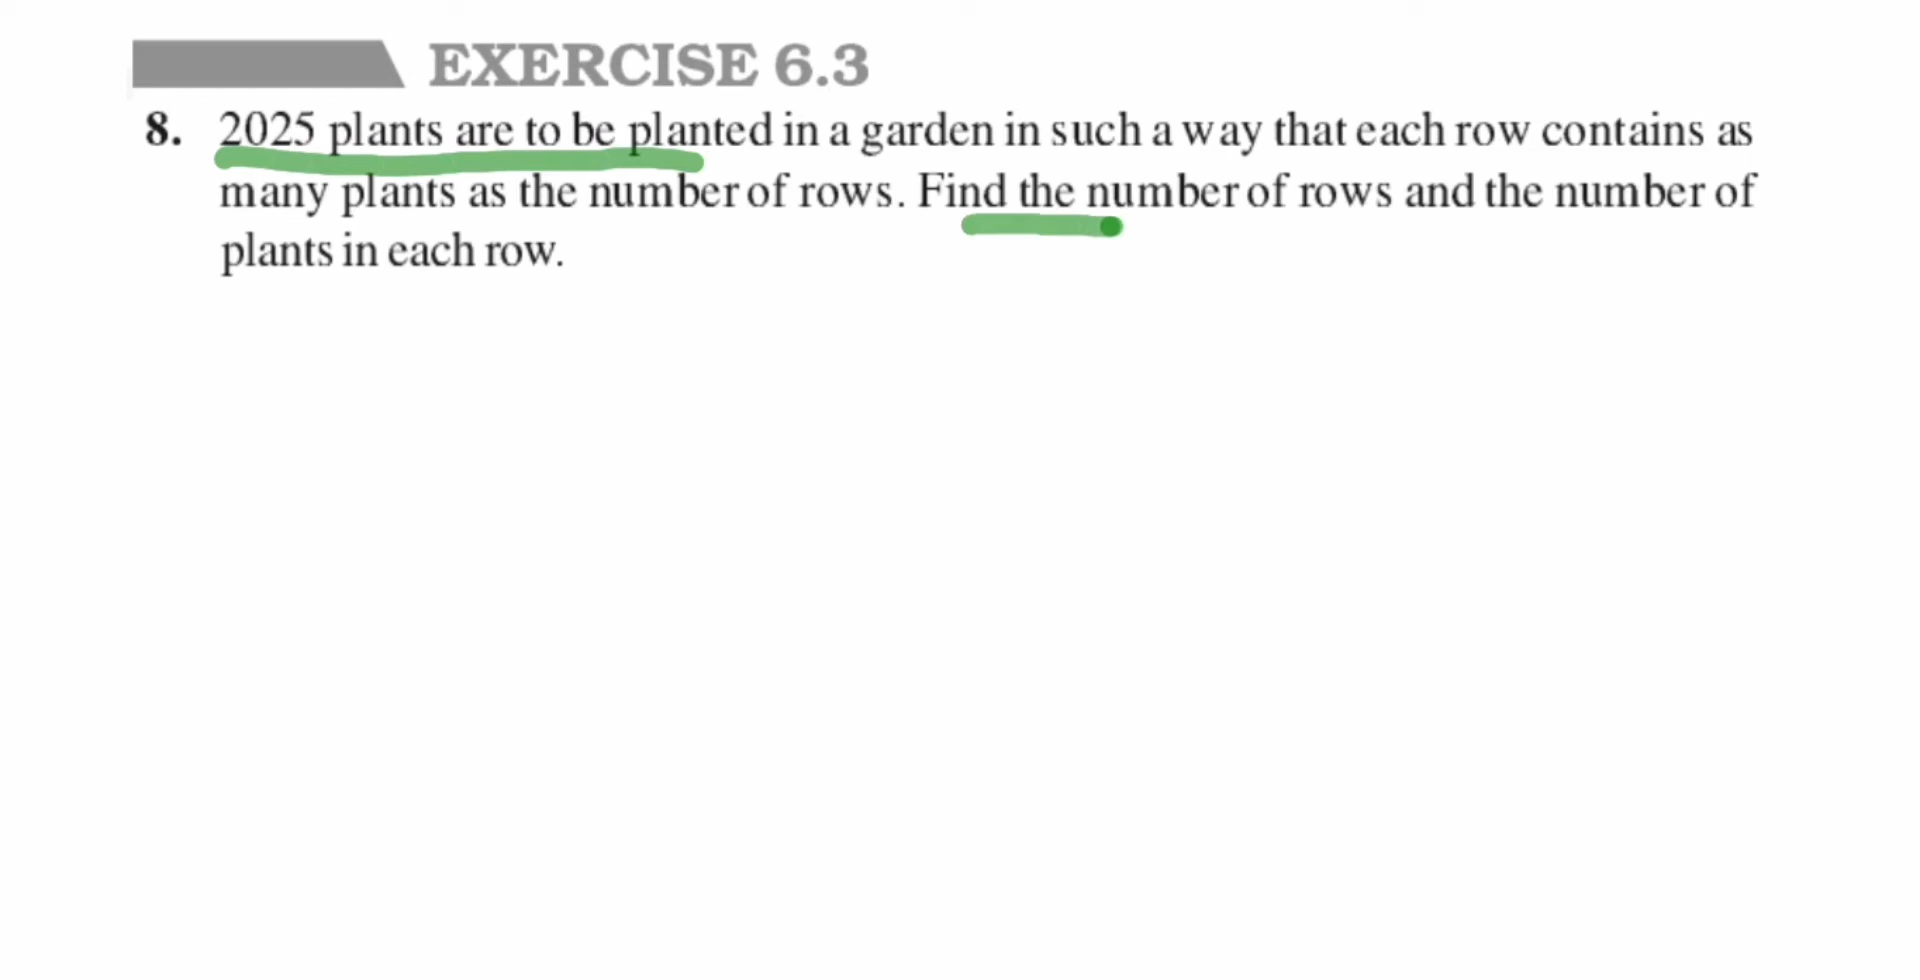 EXERCISE 6.3
8. 2025 plants are to be planted in a garden in such a way that each row contains as
many plants as the number of rows. Find the number of rows and the number of
plants in each row.